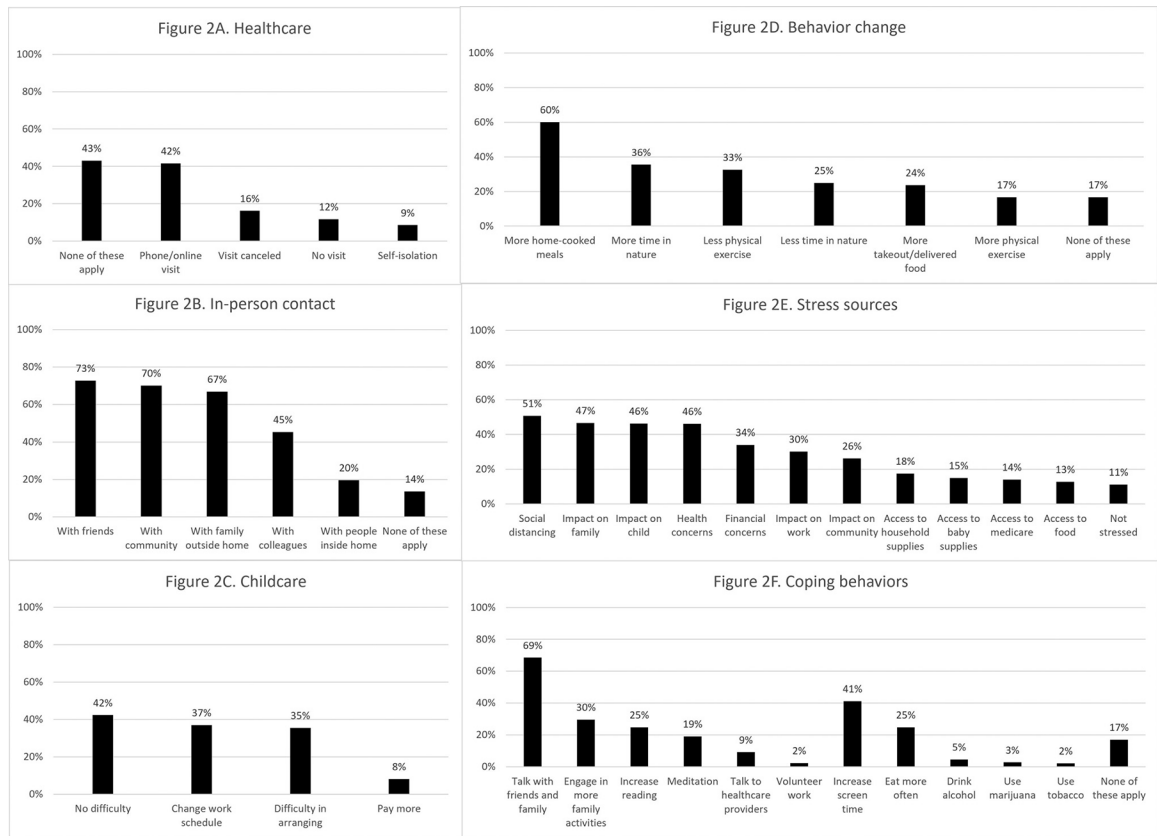 Figure 2A. Healthcare
100%
80%
60%
40%
20%
0%
43%
42%
16%
12%
9%
None of these
apply
Phone/online
visit
Visit canceled
No visit
Self-isolation
Figure 2B. In-person contact
100%
80%
60%
40%
20%
0%
73%
70%
67%
45%
20%
14%
With friends
With
community
With family
outside home
With
colleagues
With people
inside home
None of these
apply
Figure 2C. Childcare
100%
80%
60%
40%
20%
0%
42%
37%
35%
8%
No difficulty
Change work
schedule
Difficulty in
arranging
Pay more
Figure 2D. Behavior change
100%
80%
60%
40%
20%
0%
60%
36%
33%
25%
24%
17%
17%
More home-cooked
meals
More time in
nature
Less physical
exercise
Less time in nature
More
takeout/delivered
food
More physical
exercise
None of these
apply
Figure 2E. Stress sources
100%
80%
60%
40%
20%
0%
51%
47%
46%
46%
34%
30%
26%
18%
15%
14%
13%
11%
Social
distancing
Impact on
family
Impact on
child
Health
concerns
Financial
concerns
Impact on
work
Impact on
community
Access to
household
supplies
Access to
baby
supplies
Access to
medicare
Access to
food
Not
stressed
Figure 2F. Coping behaviors
100%
80%
60%
40%
20%
0%
69%
30%
25%
19%
9%
2%
41%
25%
5%
3%
2%
17%
Talk with
friends and
family
Engage in
more family
activities
Increase
reading
Meditation
Talk to
healthcare
providers
Volunteer
work
Increase
screen
time
Eat more
often
Drink
alcohol
Use
marijuana
Use
tobacco
None of
these apply